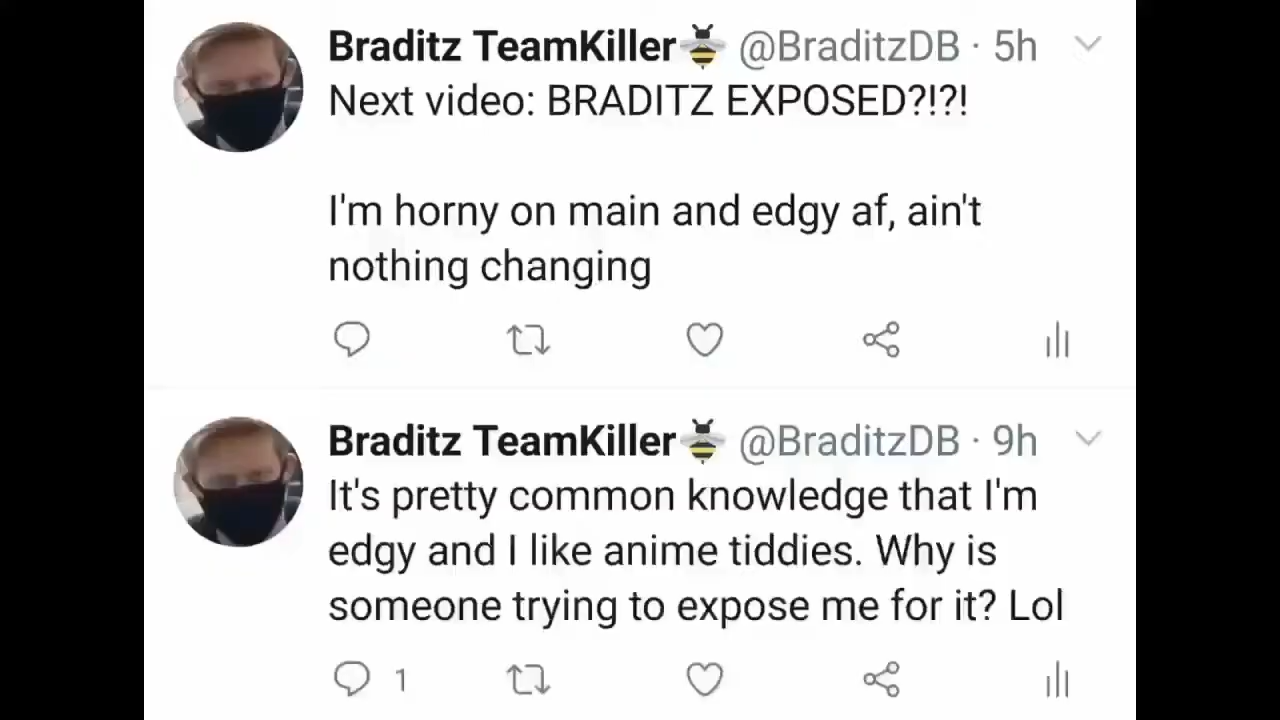 Braditz TeamKiller🐝 @BraditzDB · 5h
Next video: BRADITZ EXPOSED?!?!
I'm horny on main and edgy af, ain't
nothing changing
Braditz TeamKiller🐝 @BraditzDB · 9h
It's pretty common knowledge that I'm
edgy and I like anime tiddies. Why is
someone trying to expose me for it? Lol
1